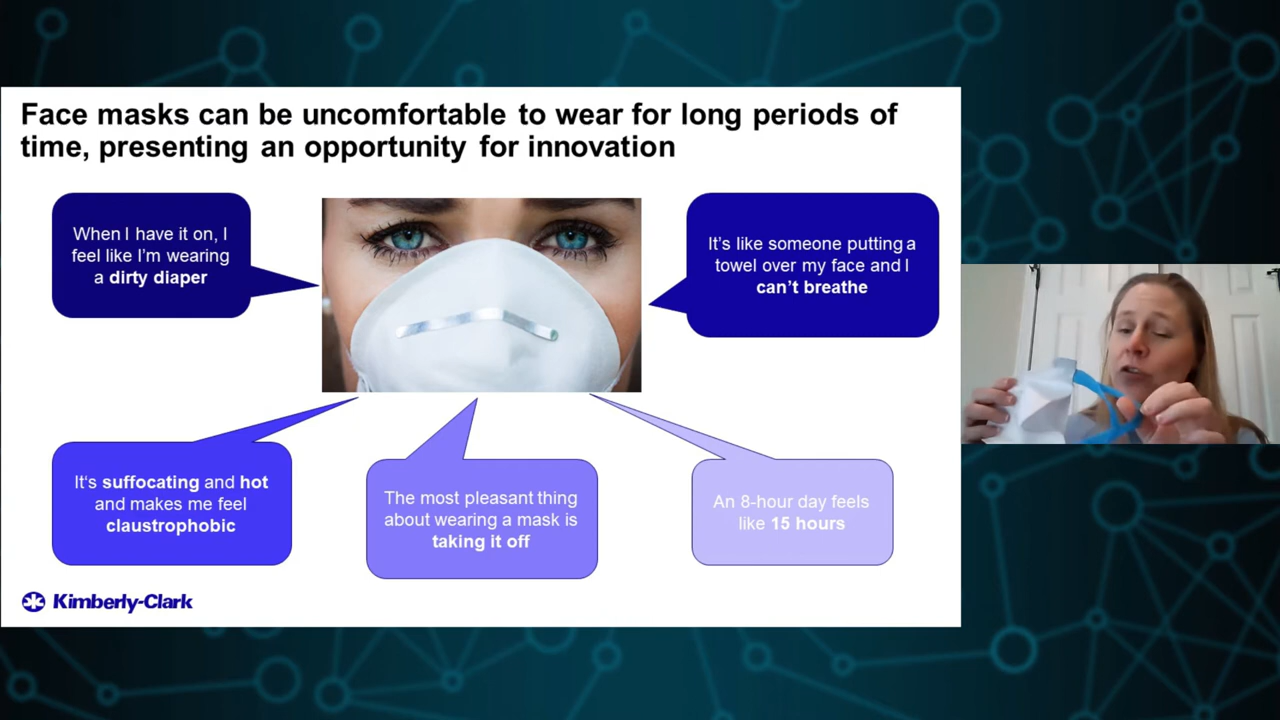 Face masks can be uncomfortable to wear for long periods of
time, presenting an opportunity for innovation
When I have it on, I
feel like I'm wearing
a dirty diaper
It's like someone putting a
towel over my face and I
can't breathe
It's suffocating and hot
and makes me feel
claustrophobic
The most pleasant thing
about wearing a mask is
taking it off
An 8-hour day feels
like 15 hours
Kimberly-Clark